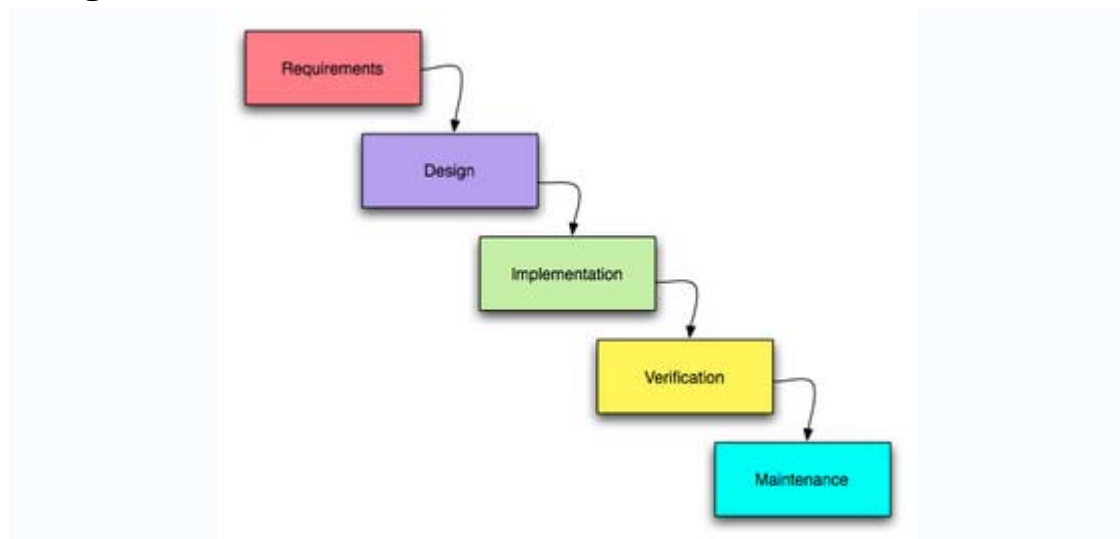 Requirements
Design
Implementation
Verification
Maintenance